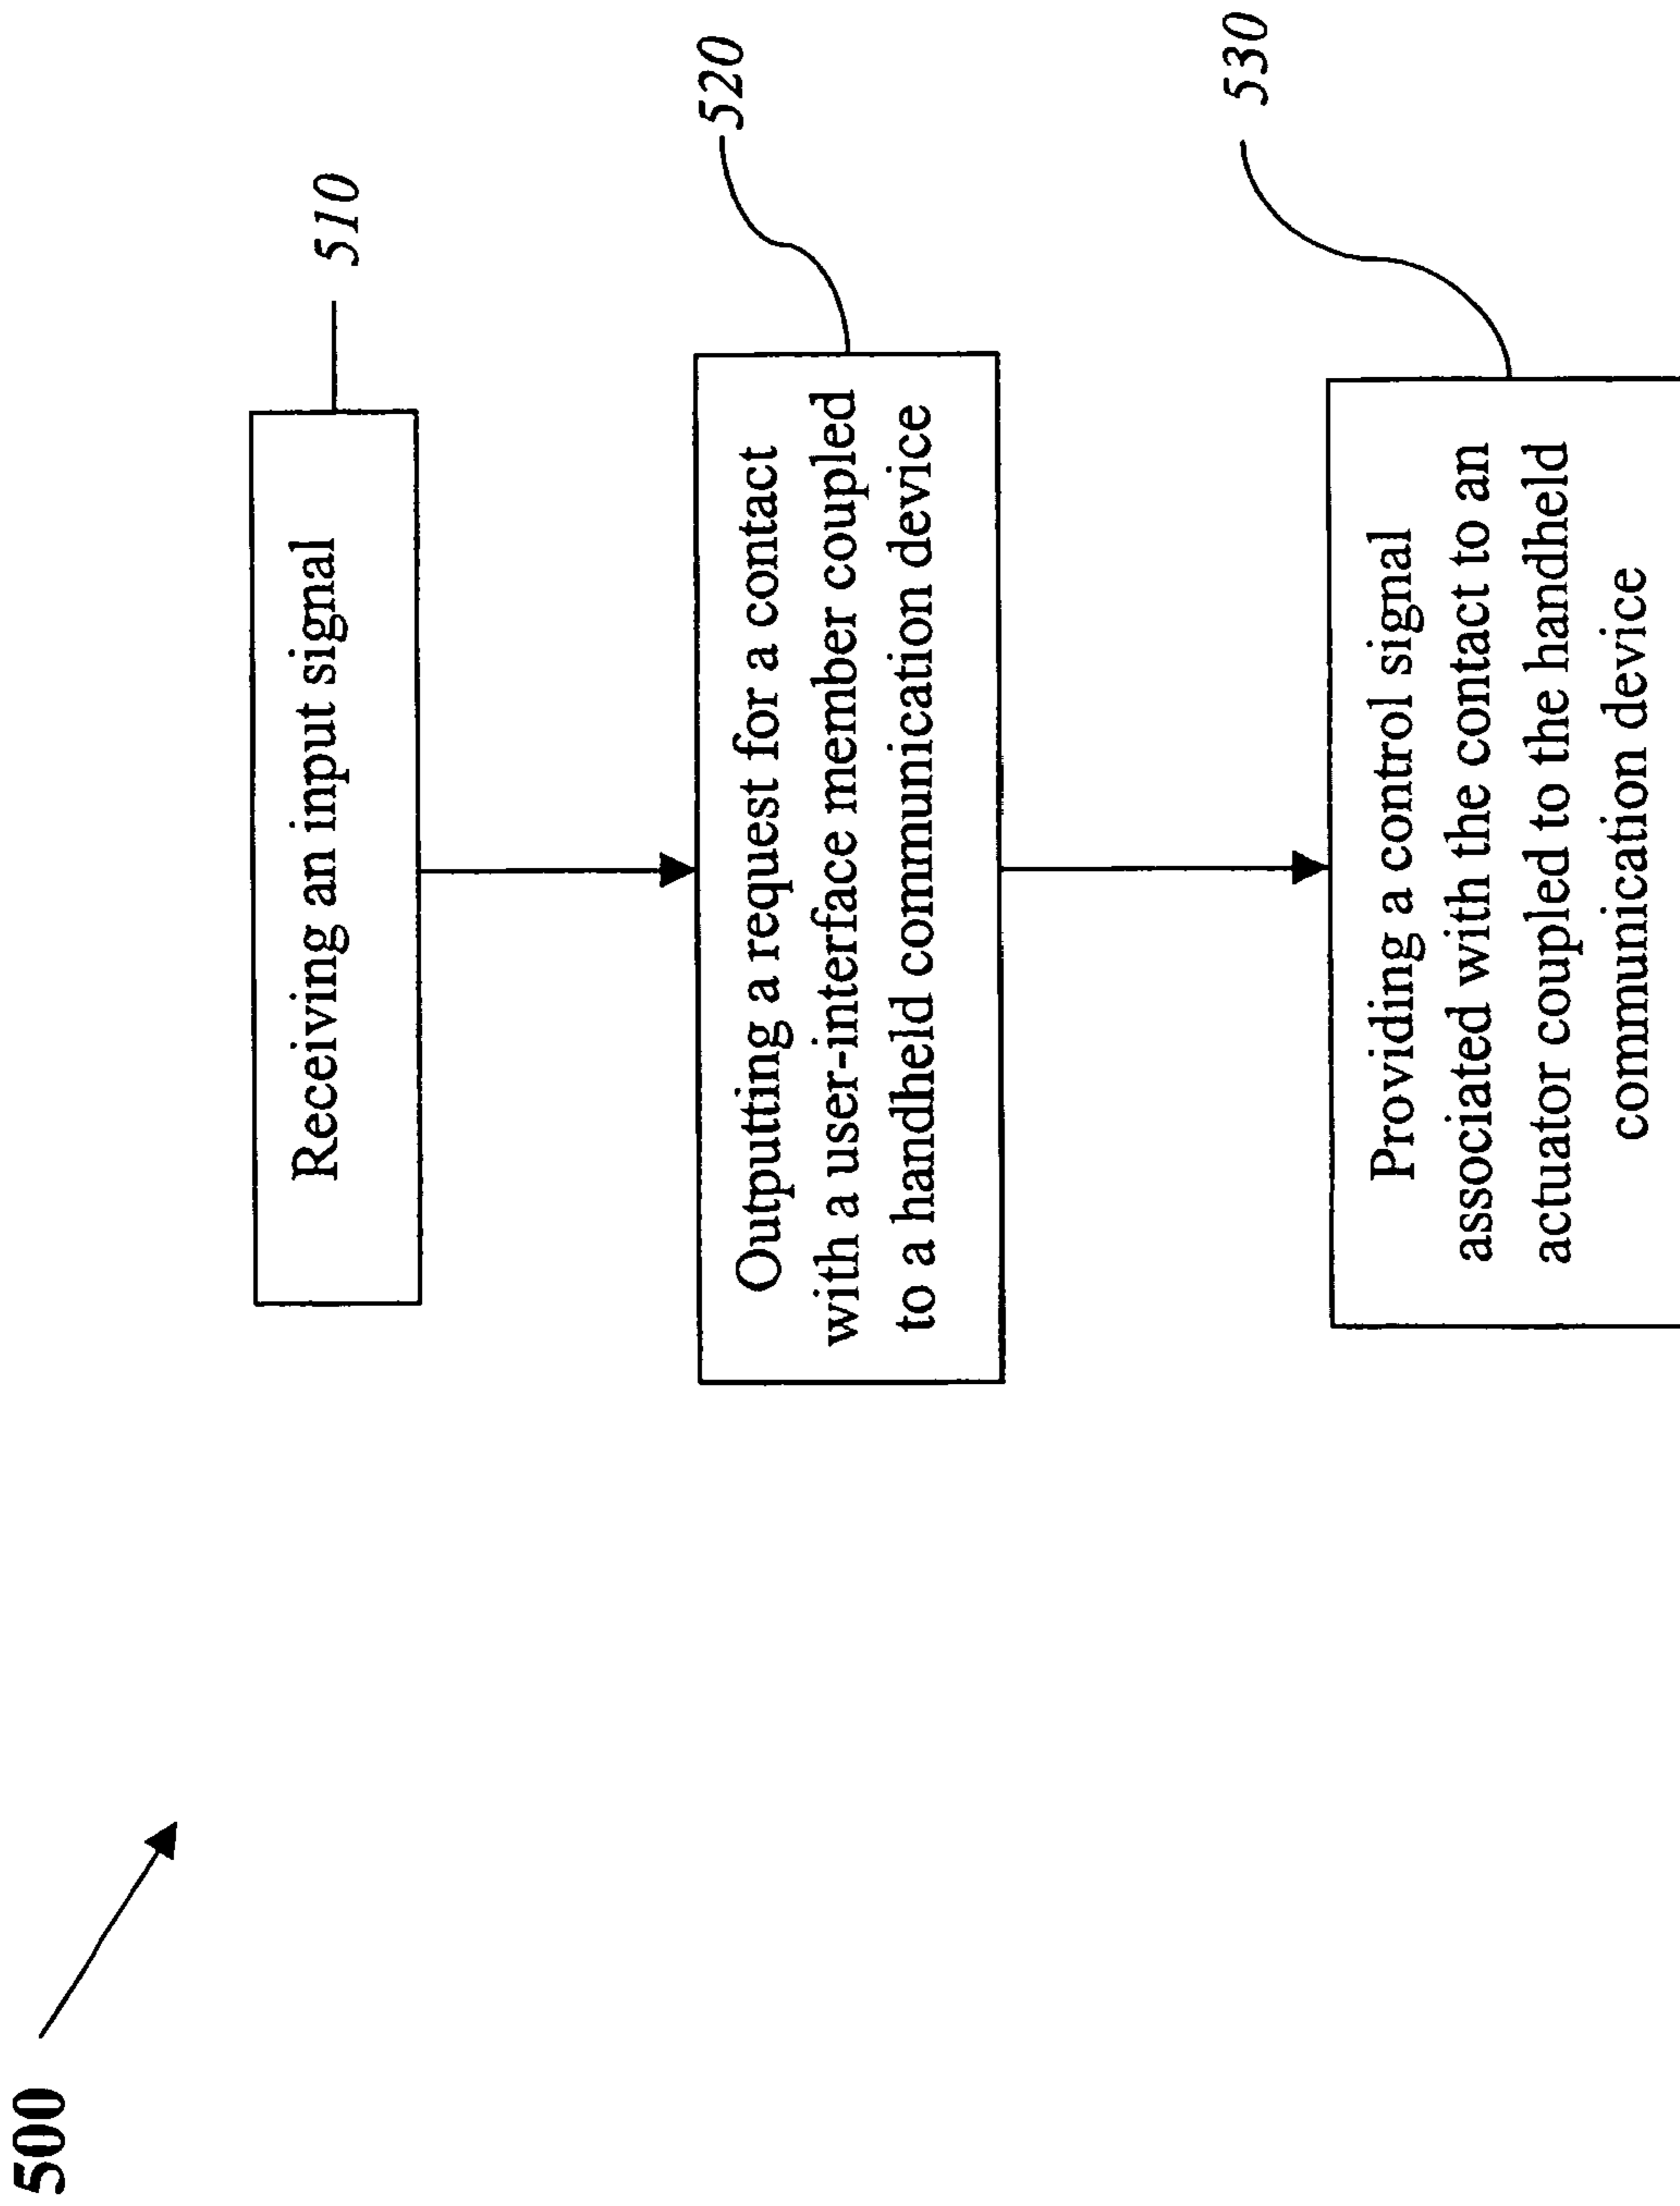 500
Receiving an input signal
510
Outputting a request for a contact
with a user-interface member coupled
to a handheld communication device
520
Providing a control signal
associated with the contact to an
actuator coupled to the handheld
communication device
530